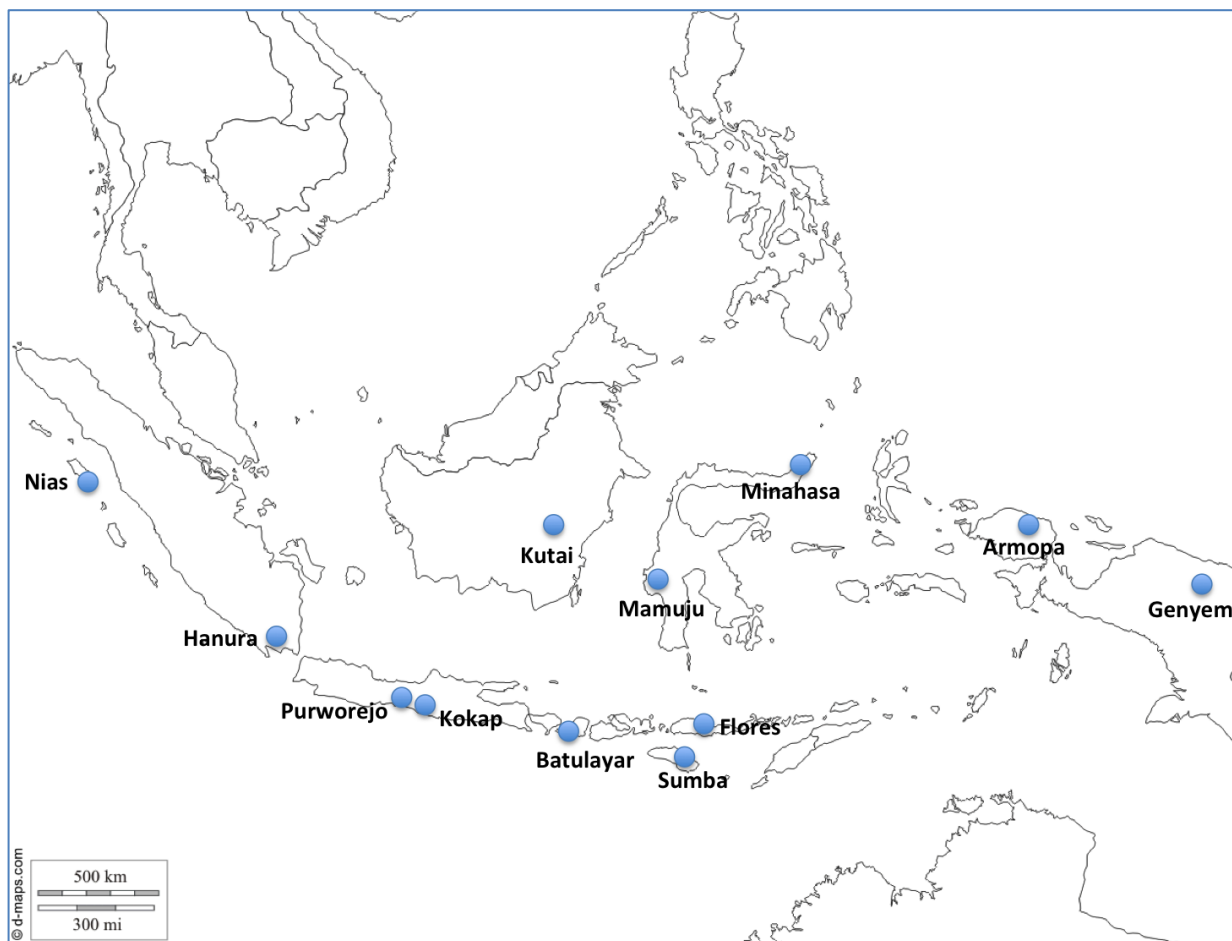 Nias
Minahasa
Kutai
Armopa
Mamuju
Genyem
Hanura
Purworejo
Kokap
Flores
Batulayar
Sumba
500 km
300 mi
© d-maps.com